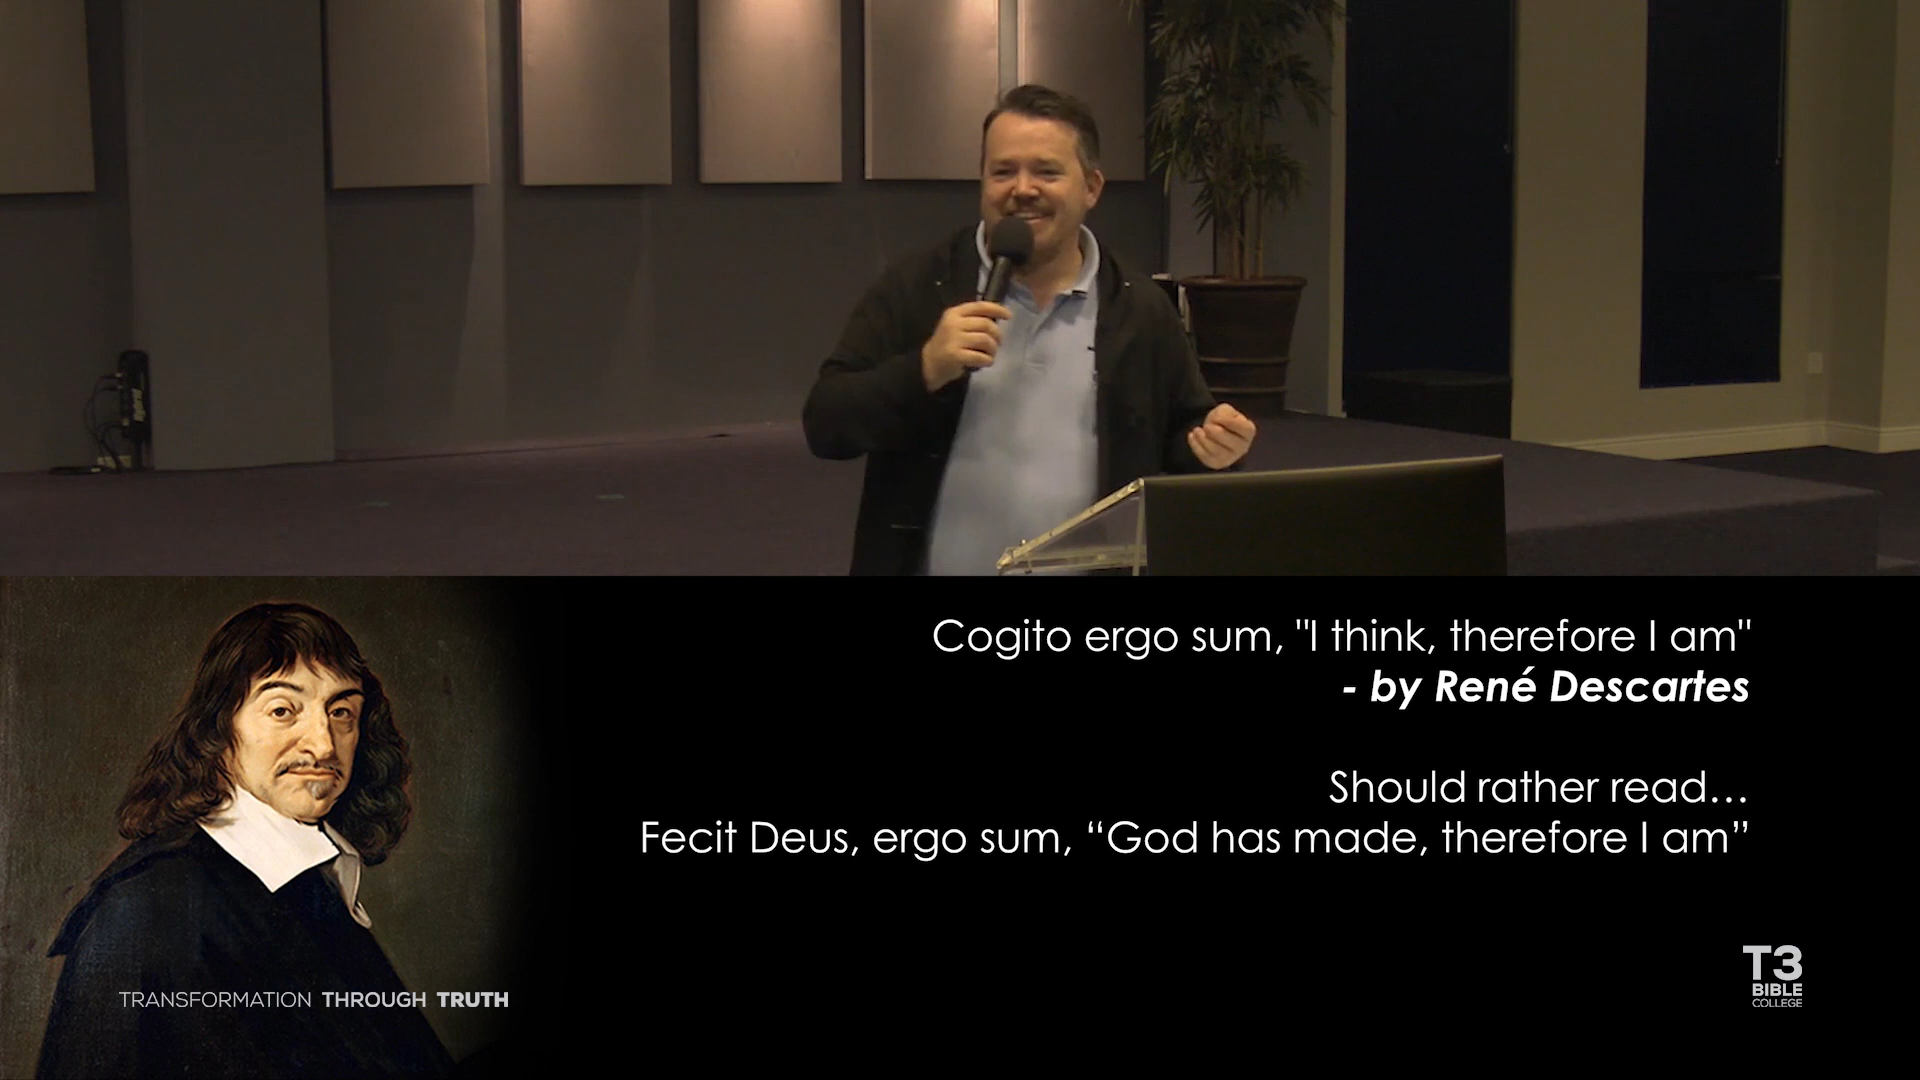 Cogito ergo sum, "I think, therefore I am"
- by René Descartes
Should rather read…
Fecit Deus, ergo sum, “God has made, therefore I am”
TRANSFORMATION THROUGH TRUTH
T3
BIBLE
COLLEGE